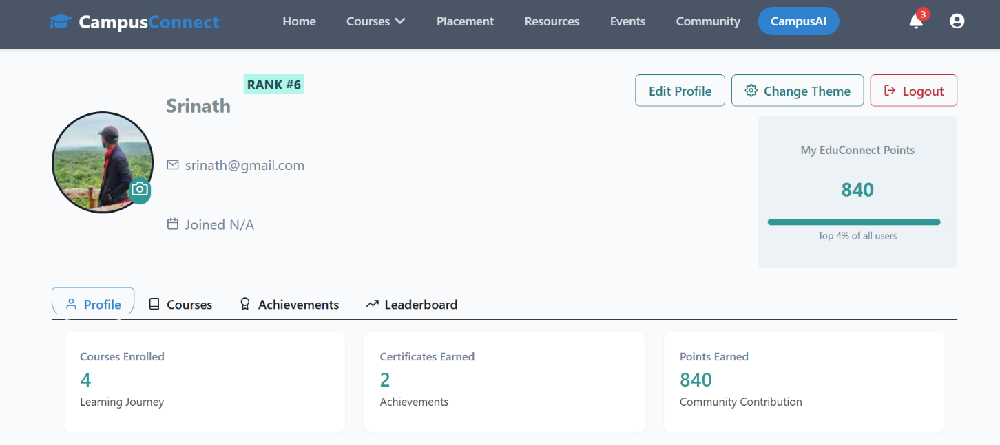 CampusConnect
Home Courses Placement Resources Events Community CampusAI 3
RANK #6
Srinath
Edit Profile Change Theme Logout
srinath@gmail.com
Joined N/A
My EduConnect Points
840
Top 4% of all users
Profile Courses Achievements Leaderboard
Courses Enrolled
4
Learning Journey
Certificates Earned
2
Achievements
Points Earned
840
Community Contribution